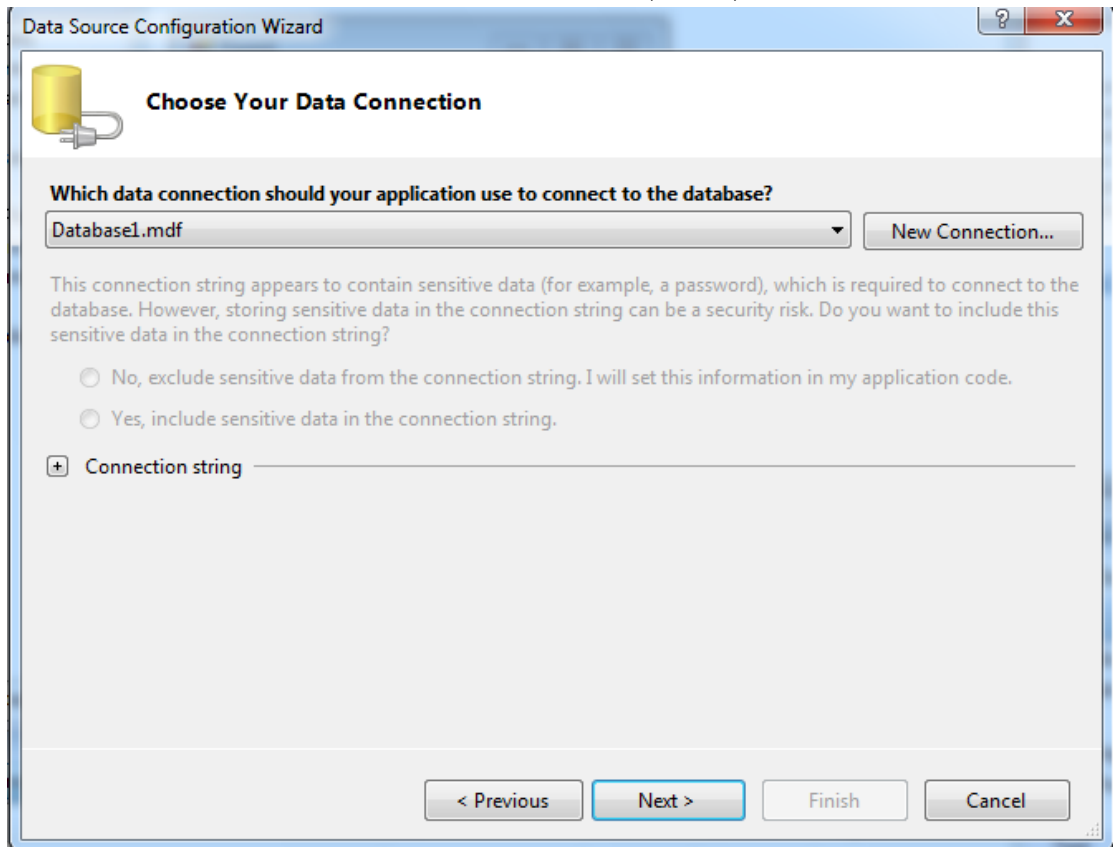 Data Source Configuration Wizard
?
X
Choose Your Data Connection
Which data connection should your application use to connect to the database?
Database1.mdf
New Connection...
This connection string appears to contain sensitive data (for example, a password), which is required to connect to the
database. However, storing sensitive data in the connection string can be a security risk. Do you want to include this
sensitive data in the connection string?
No, exclude sensitive data from the connection string. I will set this information in my application code.
Yes, include sensitive data in the connection string.
+ Connection string
< Previous
Next >
Finish
Cancel